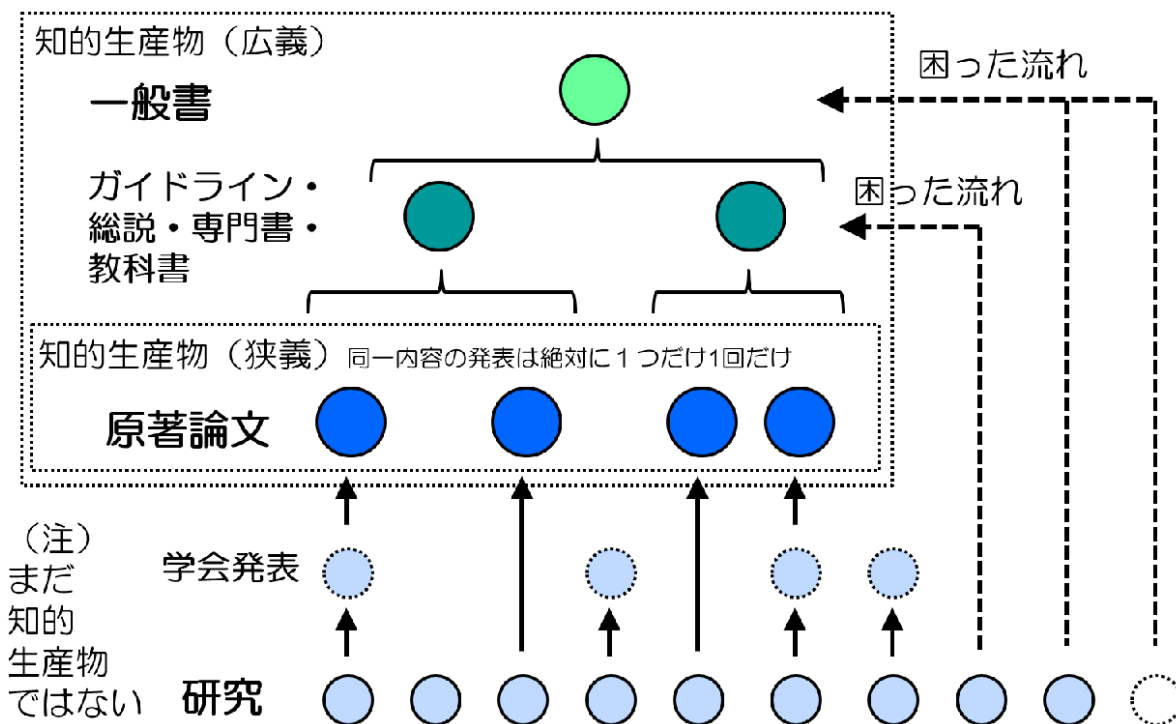 知的生産物（広義）
一般書
困った流れ
ガイドライン・
総説・専門書・
教科書
困った流れ
知的生産物（狭義）同一内容の発表は絶対に１つだけ1回だけ
原著論文
（注）
まだ
知的
生産物
ではない
学会発表
研究